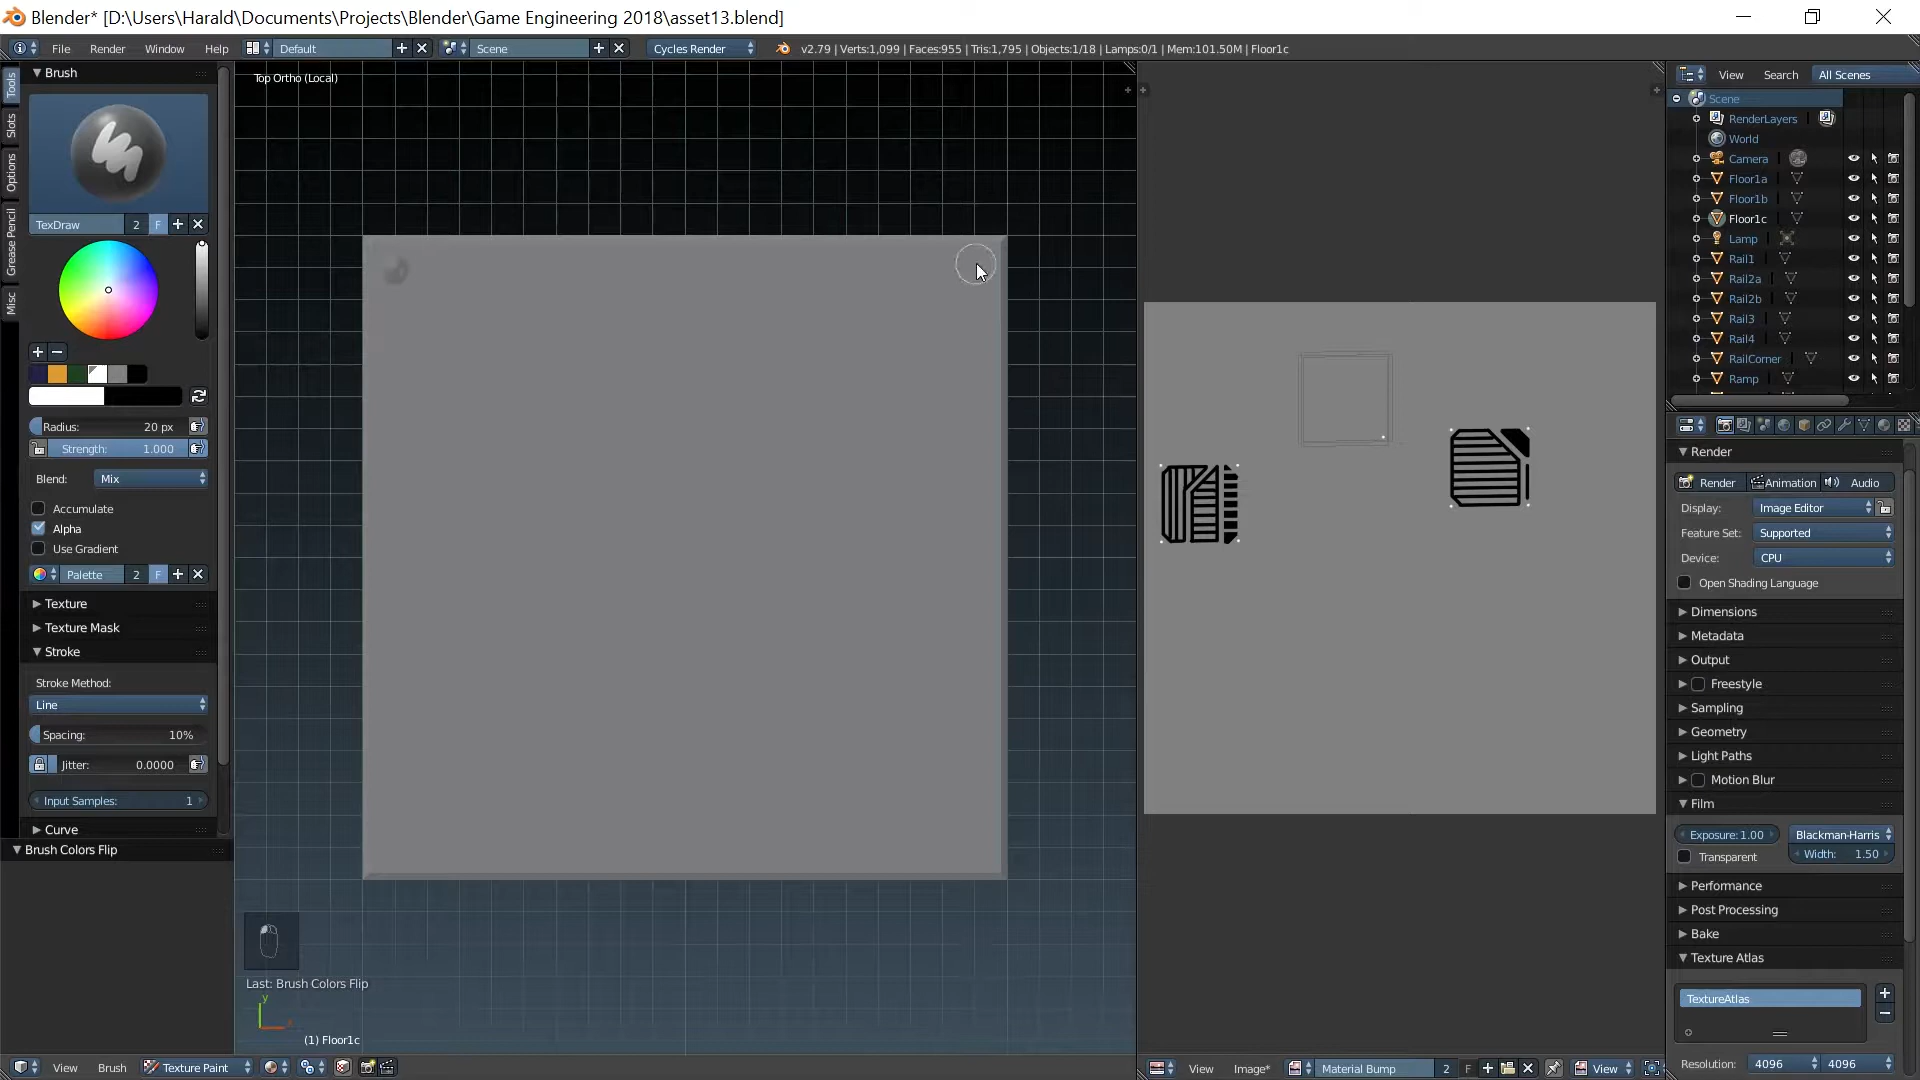 Blender* [D:\Users\Harald\Documents\Projects\Blender\Game Engineering 2018\asset13.blend]
File Render Window Help Default Scene Cycles Render v2.79 | Verts:1,099 | Faces:955 | Tris:1,795 | Objects:1/18 | Lamps:0/1 | Mem:101.50M | Floor1c
Tools
Slots
Options
Grease Pencil
Misc
Brush
TexDraw 2 F
Radius: 20 px
Strength: 1.000
Blend: Mix
Accumulate
Alpha
Use Gradient
Palette 2 F
Texture
Texture Mask
Stroke
Stroke Method:
Line
Spacing: 10%
Jitter: 0.0000
Input Samples: 1
Curve
Brush Colors Flip
Top Ortho (Local)
Last: Brush Colors Flip
y
(1) Floor1c
View Brush Texture Paint
View Image* Material Bump 2 F View
View Search All Scenes
Scene
RenderLayers
World
Camera
Floor1a
Floor1b
Floor1c
Lamp
Rail1
Rail2a
Rail2b
Rail3
Rail4
RailCorner
Ramp
Render
Render Animation Audio
Display: Image Editor
Feature Set: Supported
Device: CPU
Open Shading Language
Dimensions
Metadata
Output
Freestyle
Sampling
Geometry
Light Paths
Motion Blur
Film
Exposure: 1.00 Blackman-Harris
Transparent Width: 1.50
Performance
Post Processing
Bake
Texture Atlas
TextureAtlas
Resolution: 4096 4096